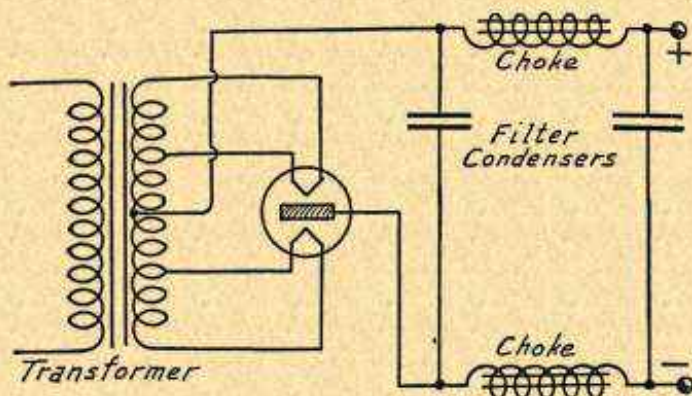 Choke
+
Filter
Condensers
Choke
−
Transformer